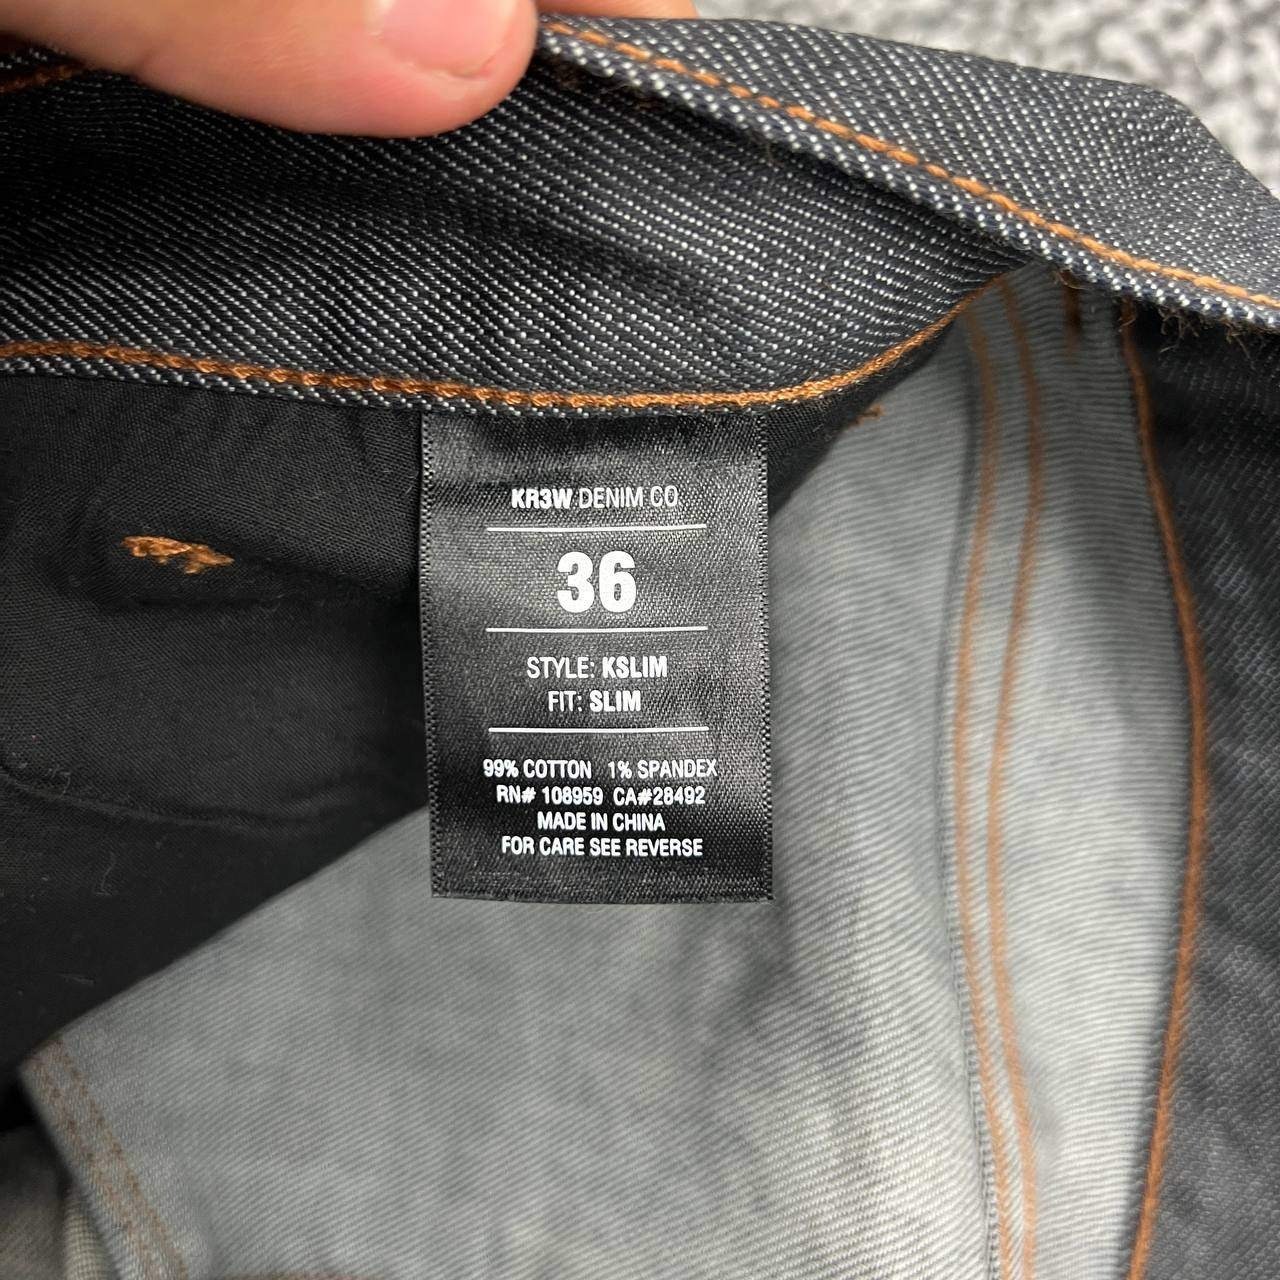 KR3W DENIM CO
36
STYLE: KSLIM
FIT: SLIM
99% COTTON 1% SPANDEX
RN# 108959 CA#28492
MADE IN CHINA
FOR CARE SEE REVERSE